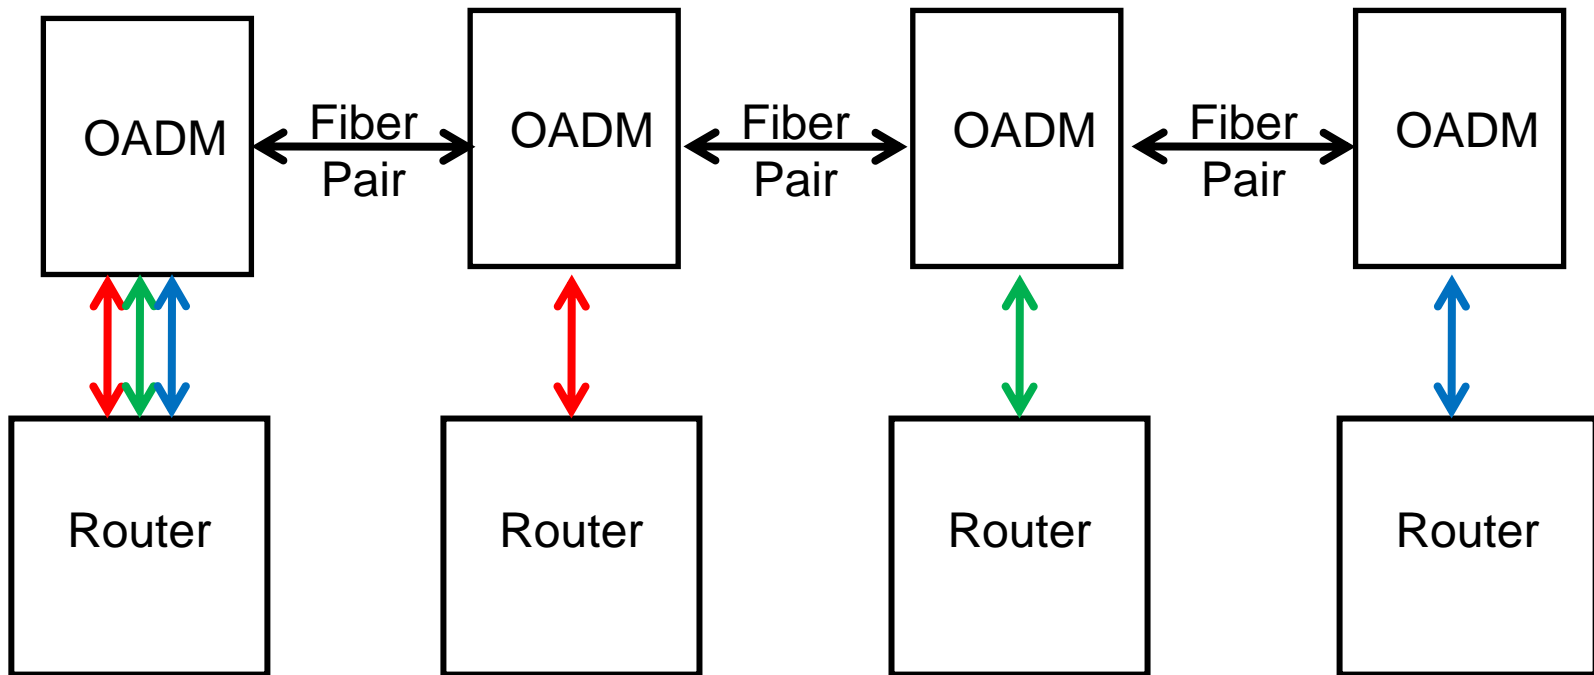 OADM
Fiber
Pair
OADM
Fiber
Pair
OADM
Fiber
Pair
OADM
Router
Router
Router
Router